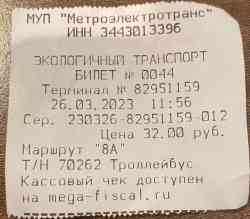 МУП "Метроэлектротранс"
ИНН 3443013396
ЭКОЛОГИЧНЫЙ ТРАНСПОРТ
БИЛЕТ № 0044
Терминал № 82951159
26.03.2023 11:56
Сер. 230326-82951159-012
Цена 32.00 руб.
Маршрут "8А"
Т/Н 70262 Троллейбус
Кассовый чек доступен
на mega-fiscal.ru